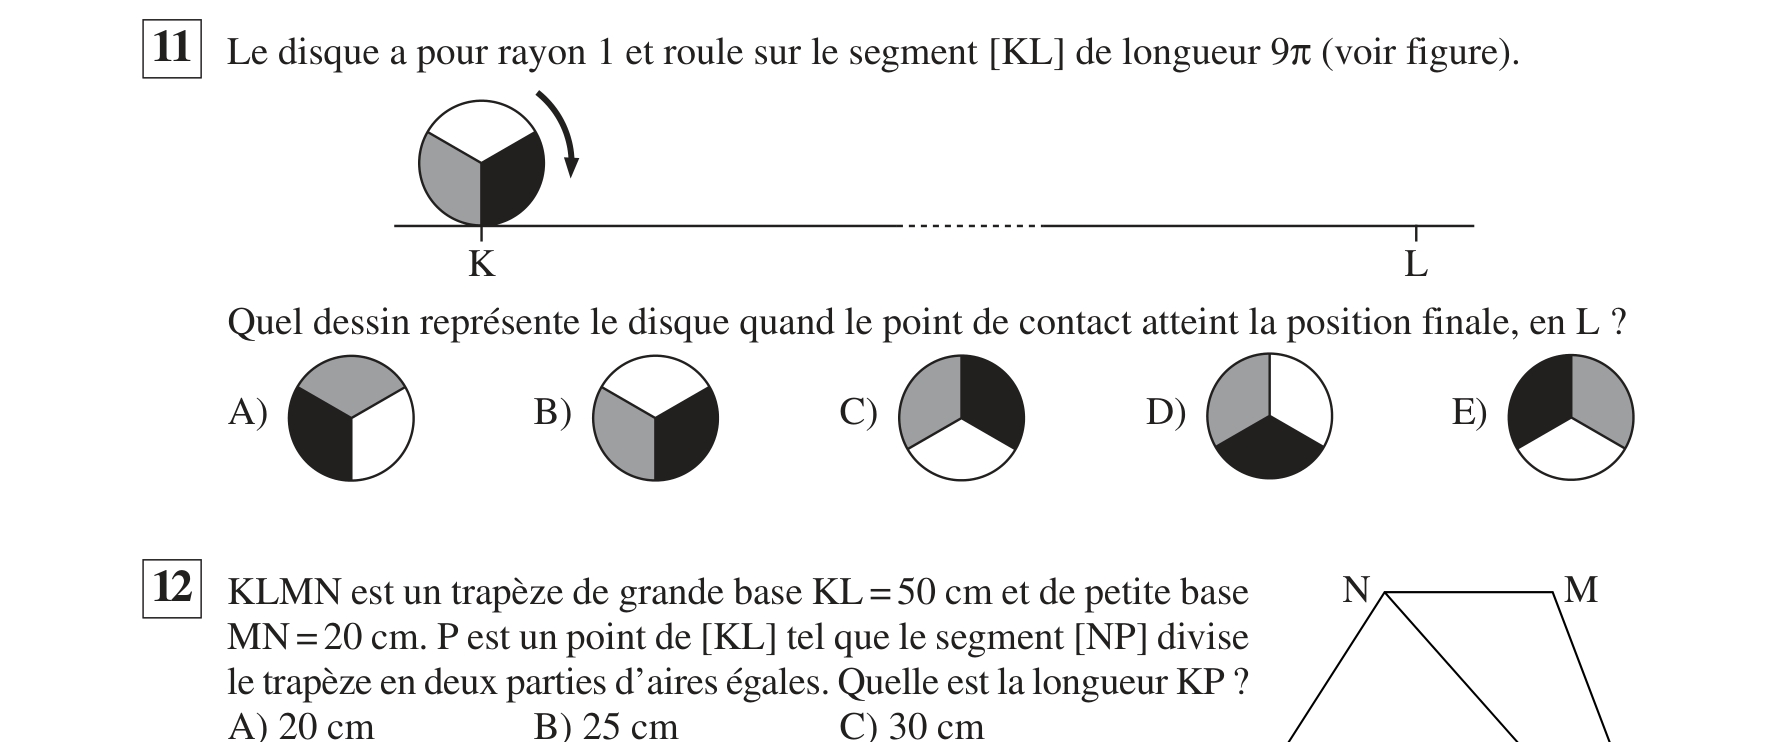 11 Le disque a pour rayon 1 et roule sur le segment [KL] de longueur 9π (voir figure).
K L
Quel dessin représente le disque quand le point de contact atteint la position finale, en L ?
A) B) C) D) E)
12 KLMN est un trapèze de grande base KL = 50 cm et de petite base
MN = 20 cm. P est un point de [KL] tel que le segment [NP] divise
le trapèze en deux parties d’aires égales. Quelle est la longueur KP ?
A) 20 cm B) 25 cm C) 30 cm
N M